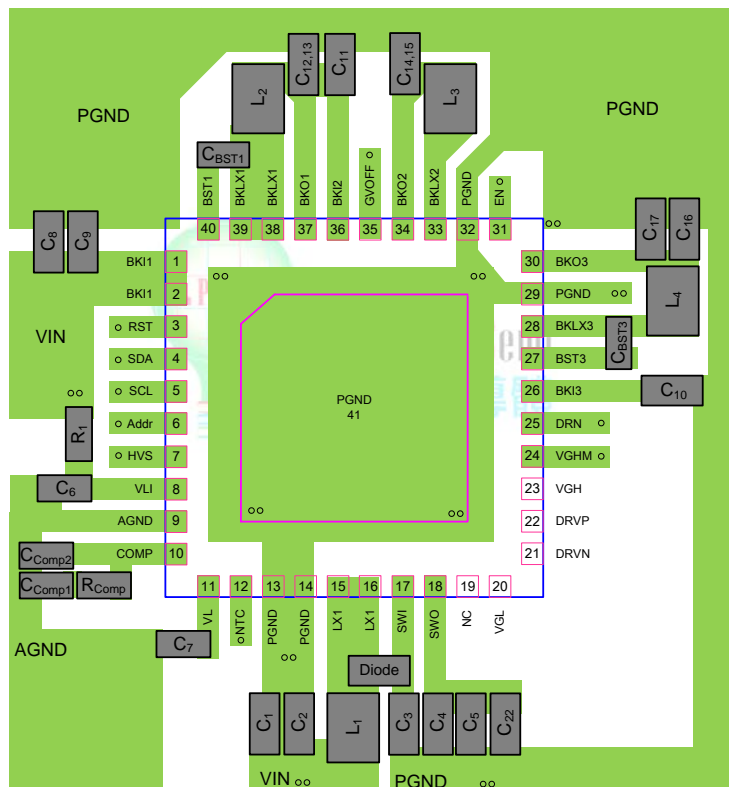 C12,13
C11
C14,15
L2
L3
PGND
PGND
CBST1
BST1
BKLX1
BKLX1
BKO1
BKI2
GVOFF
BKO2
BKLX2
PGND
EN
40
39
38
37
36
35
34
33
32
31
C8
C9
C17
C16
BKI1 1
BKI1 2
RST 3
SDA 4
SCL 5
Addr 6
HVS 7
VLI 8
AGND 9
COMP 10
VIN
R1
C6
CComp2
CComp1
RComp
30 BKO3
29 PGND
28 BKLX3
27 BST3
26 BKI3
25 DRN
24 VGHM
23 VGH
22 DRVP
21 DRVN
L4
CBST3
C10
PGND
41
11
12
13
14
15
16
17
18
19
20
VL
NTC
PGND
PGND
LX1
LX1
SWI
SWO
NC
VGL
AGND
C7
Diode
C1
C2
L1
C3
C4
C5
C22
VIN
PGND